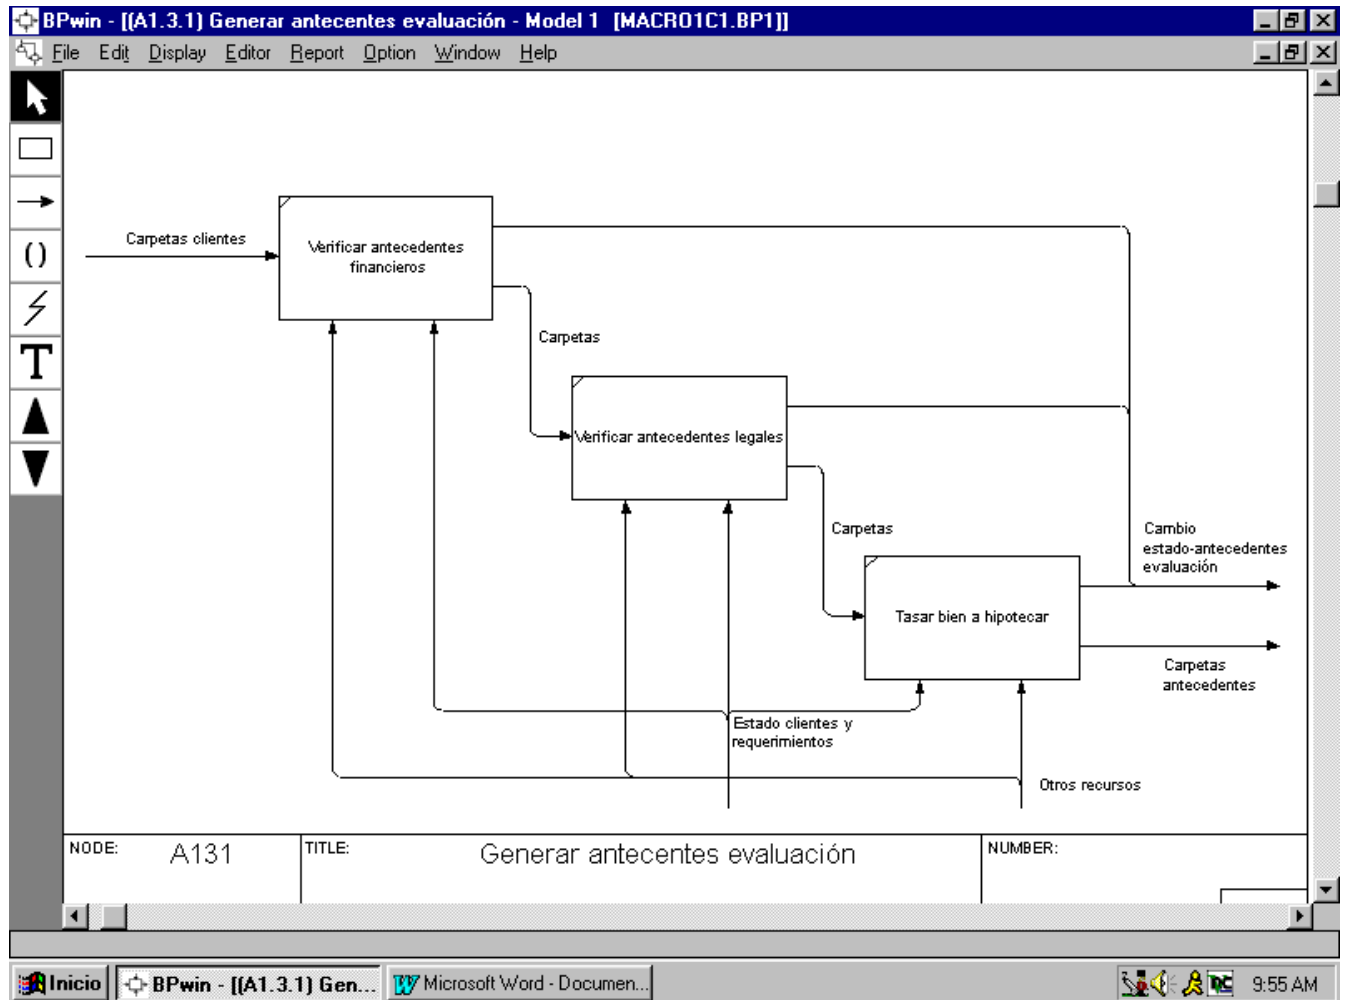 BPwin - [(A1.3.1) Generar antecentes evaluación - Model 1  [MACRO1C1.BP1]]
File Edit Display Editor Report Option Window Help
Carpetas clientes
Verificar antecedentes
financieros
Carpetas
Verificar antecedentes legales
Carpetas
Cambio
estado-antecedentes
evaluación
Tasar bien a hipotecar
Carpetas
antecedentes
Estado clientes y
requerimientos
Otros recursos
( )
T
NODE: A131 TITLE: Generar antecentes evaluación NUMBER:
Inicio BPwin - [(A1.3.1) Gen... Microsoft Word - Documen... 9:55 AM